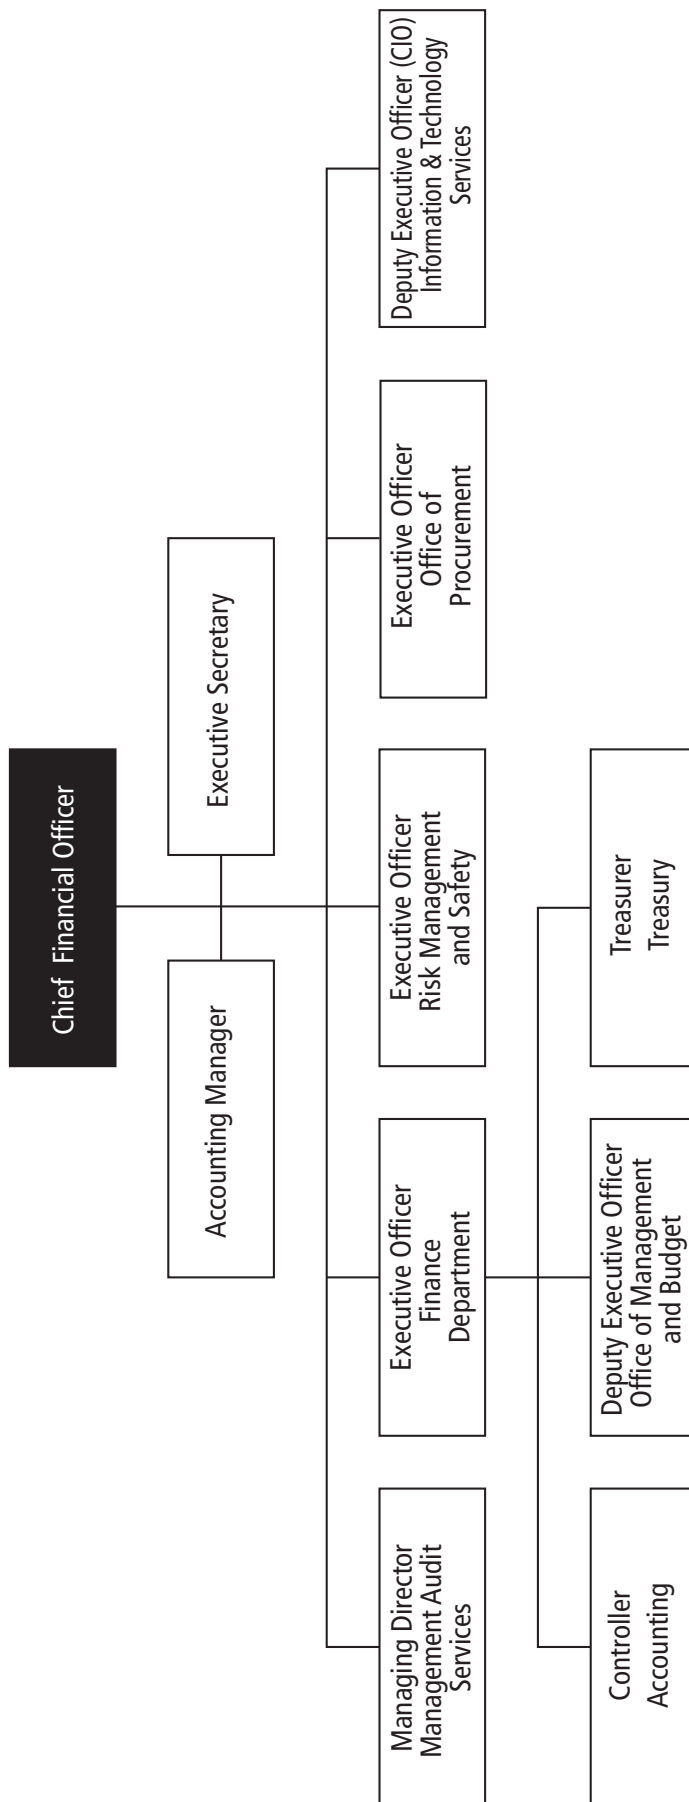 Chief Financial Officer
Accounting Manager
Executive Secretary
Managing Director
Management Audit
Services
Executive Officer
Finance
Department
Executive Officer
Risk Management
and Safety
Executive Officer
Office of
Procurement
Deputy Executive Officer (CIO)
Information & Technology
Services
Controller
Accounting
Deputy Executive Officer
Office of Management
and Budget
Treasurer
Treasury